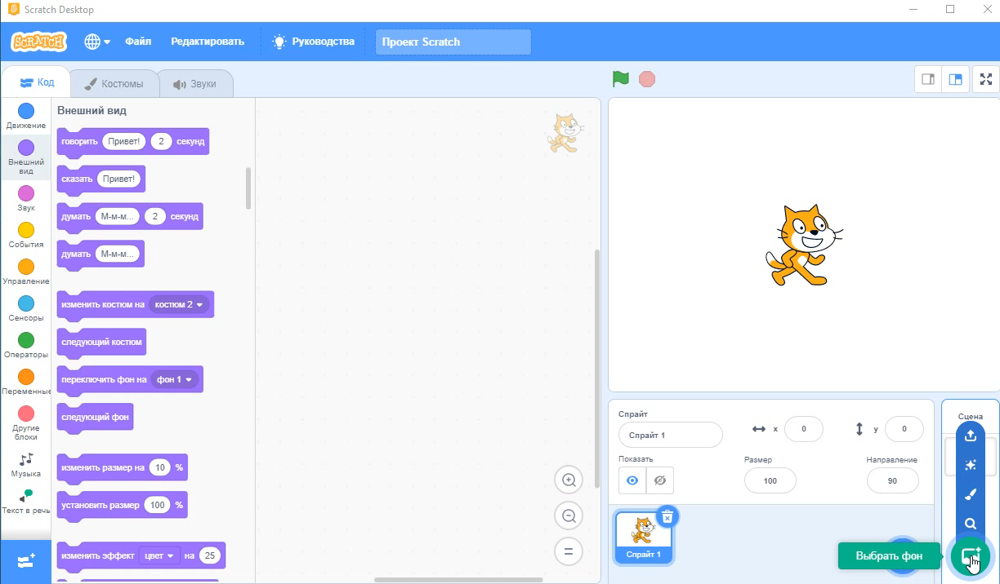 Scratch Desktop
SCRATCH
Файл
Редактировать
Руководства
Проект Scratch
Код
Костюмы
Звуки
Движение
Внешний
вид
Звук
События
Управление
Сенсоры
Операторы
Переменные
Другие
блоки
Музыка
Текст в речь
Внешний вид
говорить Привет! 2 секунд
сказать Привет!
думать М-м-м... 2 секунд
думать М-м-м...
изменить костюм на костюм 2
следующий костюм
переключить фон на фон 1
следующий фон
изменить размер на 10 %
установить размер 100 %
изменить эффект цвет на 25
Спрайт
Спрайт 1
x 0
y 0
Показать
Размер
100
Направление
90
Спрайт 1
Сцена
Выбрать фон